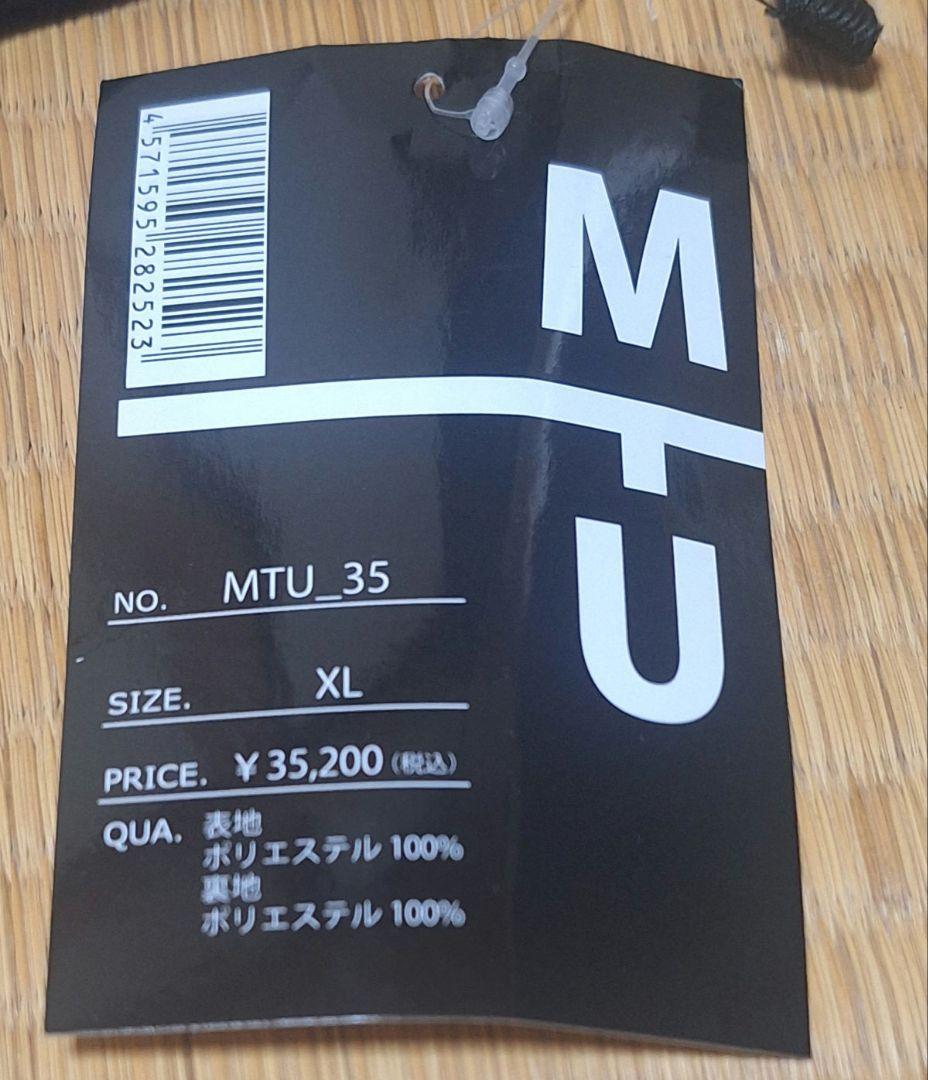 4 571595 282523
MTU
NO. MTU_35
SIZE. XL
PRICE. ¥35,200(税込)
QUA. 表地
ポリエステル 100%
裏地
ポリエステル 100%